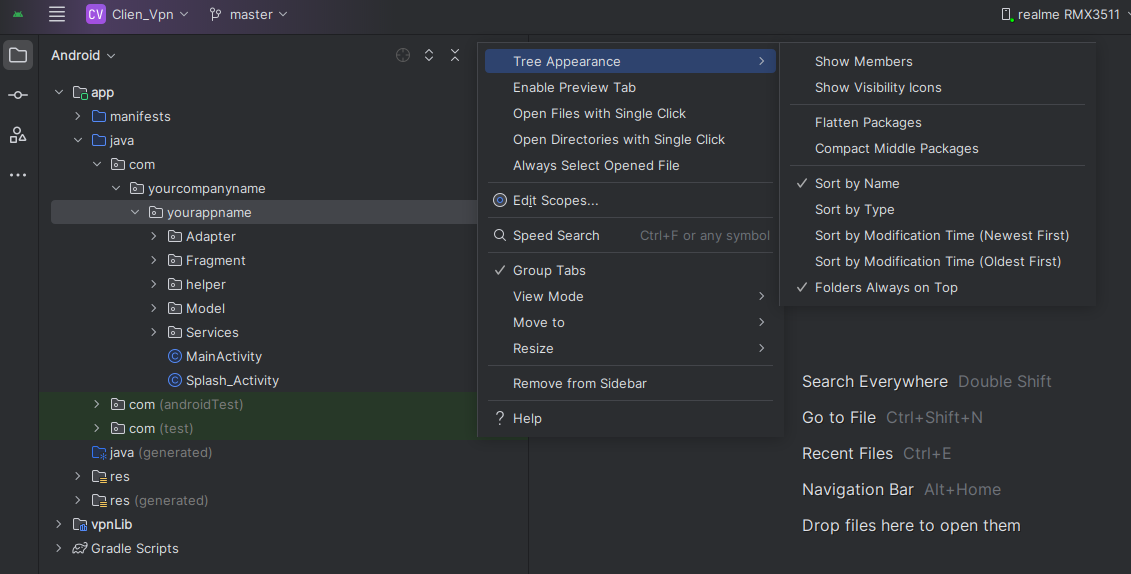 CV Clien_Vpn master realme RMX3511
Android
app
manifests
java
com
yourcompanyname
yourappname
Adapter
Fragment
helper
Model
Services
MainActivity
Splash_Activity
com (androidTest)
com (test)
java (generated)
res
res (generated)
vpnLib
Gradle Scripts
Tree Appearance
Enable Preview Tab
Open Files with Single Click
Open Directories with Single Click
Always Select Opened File
Edit Scopes...
Speed Search Ctrl+F or any symbol
Group Tabs
View Mode
Move to
Resize
Remove from Sidebar
? Help
Show Members
Show Visibility Icons
Flatten Packages
Compact Middle Packages
Sort by Name
Sort by Type
Sort by Modification Time (Newest First)
Sort by Modification Time (Oldest First)
Folders Always on Top
Search Everywhere Double Shift
Go to File Ctrl+Shift+N
Recent Files Ctrl+E
Navigation Bar Alt+Home
Drop files here to open them